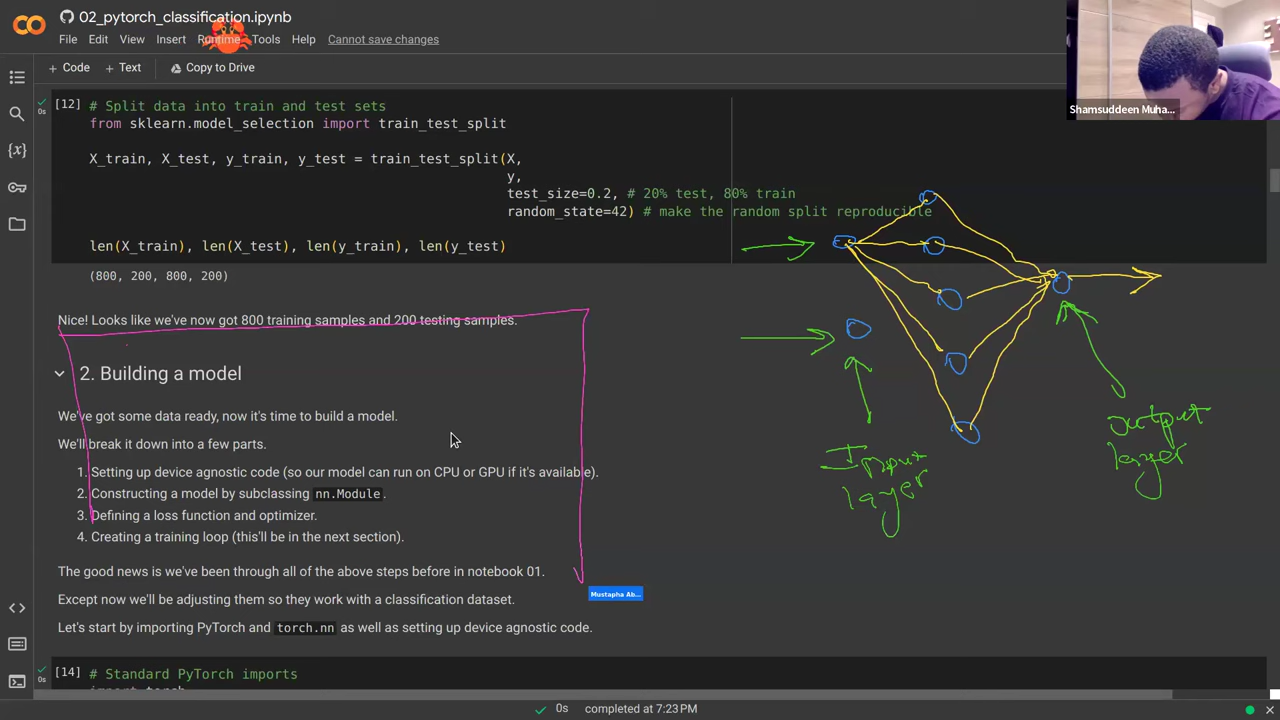 02_pytorch_classification.ipynb
File Edit View Insert Runtime Tools Help Cannot save changes
+ Code + Text Copy to Drive
Shamsuddeen Muha...
[12] # Split data into train and test sets
0s from sklearn.model_selection import train_test_split
X_train, X_test, y_train, y_test = train_test_split(X,
y,
test_size=0.2, # 20% test, 80% train
random_state=42) # make the random split reproducible
len(X_train), len(X_test), len(y_train), len(y_test)
(800, 200, 800, 200)
Nice! Looks like we've now got 800 training samples and 200 testing samples.
2. Building a model
We've got some data ready, now it's time to build a model.
We'll break it down into a few parts.
1. Setting up device agnostic code (so our model can run on CPU or GPU if it's available).
2. Constructing a model by subclassing nn.Module.
3. Defining a loss function and optimizer.
4. Creating a training loop (this'll be in the next section).
The good news is we've been through all of the above steps before in notebook 01.
Except now we'll be adjusting them so they work with a classification dataset.
Let's start by importing PyTorch and torch.nn as well as setting up device agnostic code.
Input
layer
output
layer
Mustapha Ab...
[14] # Standard PyTorch imports
0s import torch
0s completed at 7:23 PM